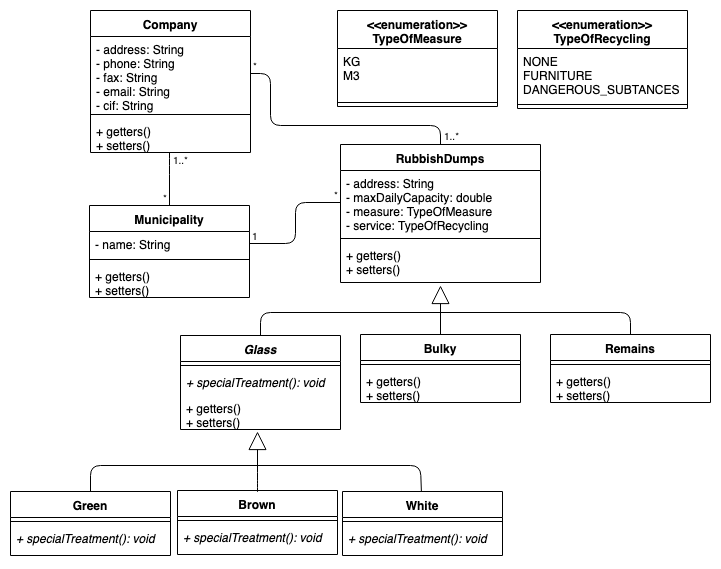 Company
- address: String
- phone: String
- fax: String
- email: String
- cif: String
+ getters()
+ setters()
<<enumeration>>
TypeOfMeasure
KG
M3
<<enumeration>>
TypeOfRecycling
NONE
FURNITURE
DANGEROUS_SUBTANCES
*
1..*
1..*
*
RubbishDumps
- address: String
- maxDailyCapacity: double
- measure: TypeOfMeasure
- service: TypeOfRecycling
+ getters()
+ setters()
Municipality
- name: String
+ getters()
+ setters()
*
1
Glass
+ specialTreatment(): void
+ getters()
+ setters()
Bulky
+ getters()
+ setters()
Remains
+ getters()
+ setters()
Green
+ specialTreatment(): void
Brown
+ specialTreatment(): void
White
+ specialTreatment(): void